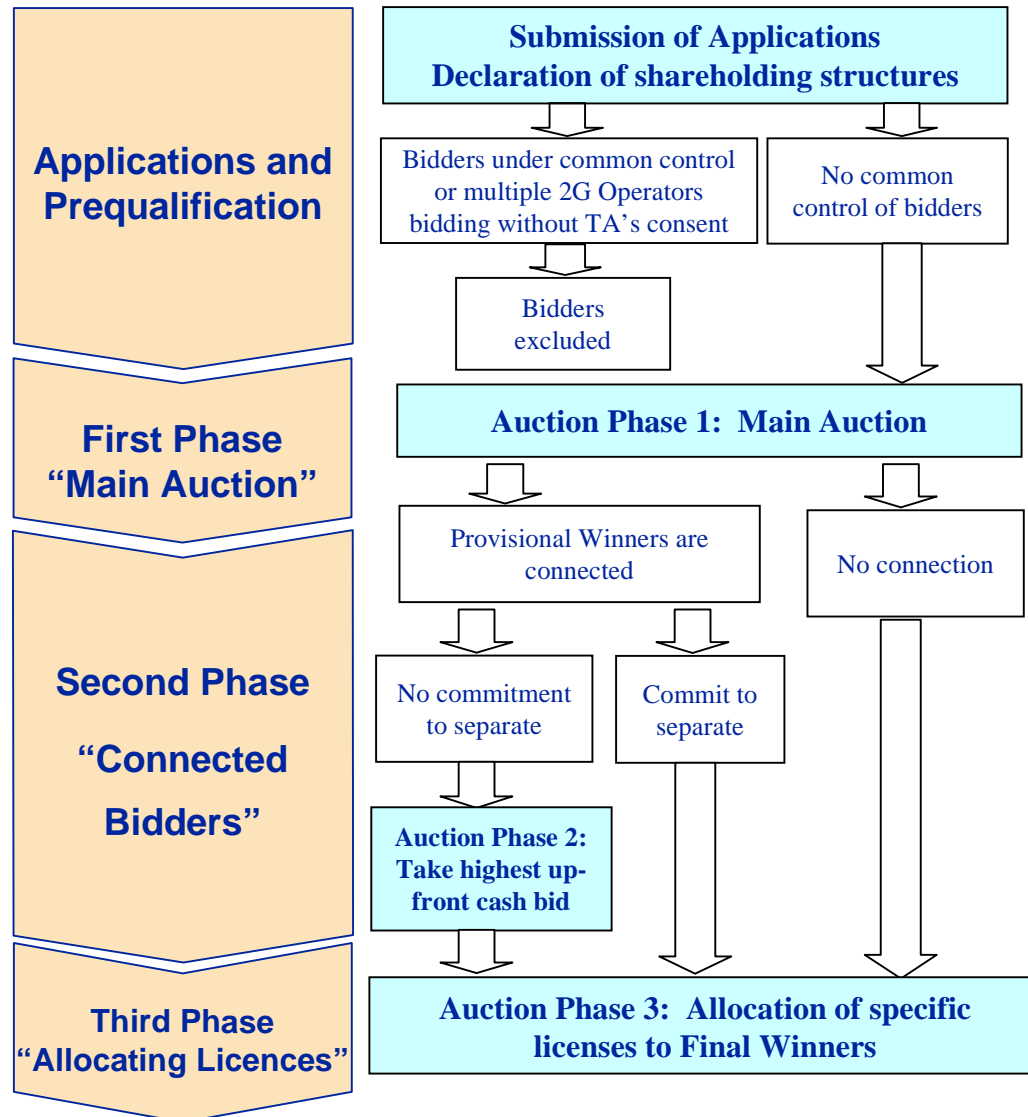 Submission of Applications
Declaration of shareholding structures
Applications and
Prequalification
Bidders under common control
or multiple 2G Operators
bidding without TA's consent
No common
control of bidders
Bidders
excluded
First Phase
“Main Auction”
Auction Phase 1:  Main Auction
Provisional Winners are
connected
No connection
Second Phase
“Connected
Bidders”
No commitment
to separate
Commit to
separate
Auction Phase 2:
Take highest up-
front cash bid
Third Phase
“Allocating Licences”
Auction Phase 3:  Allocation of specific
licenses to Final Winners